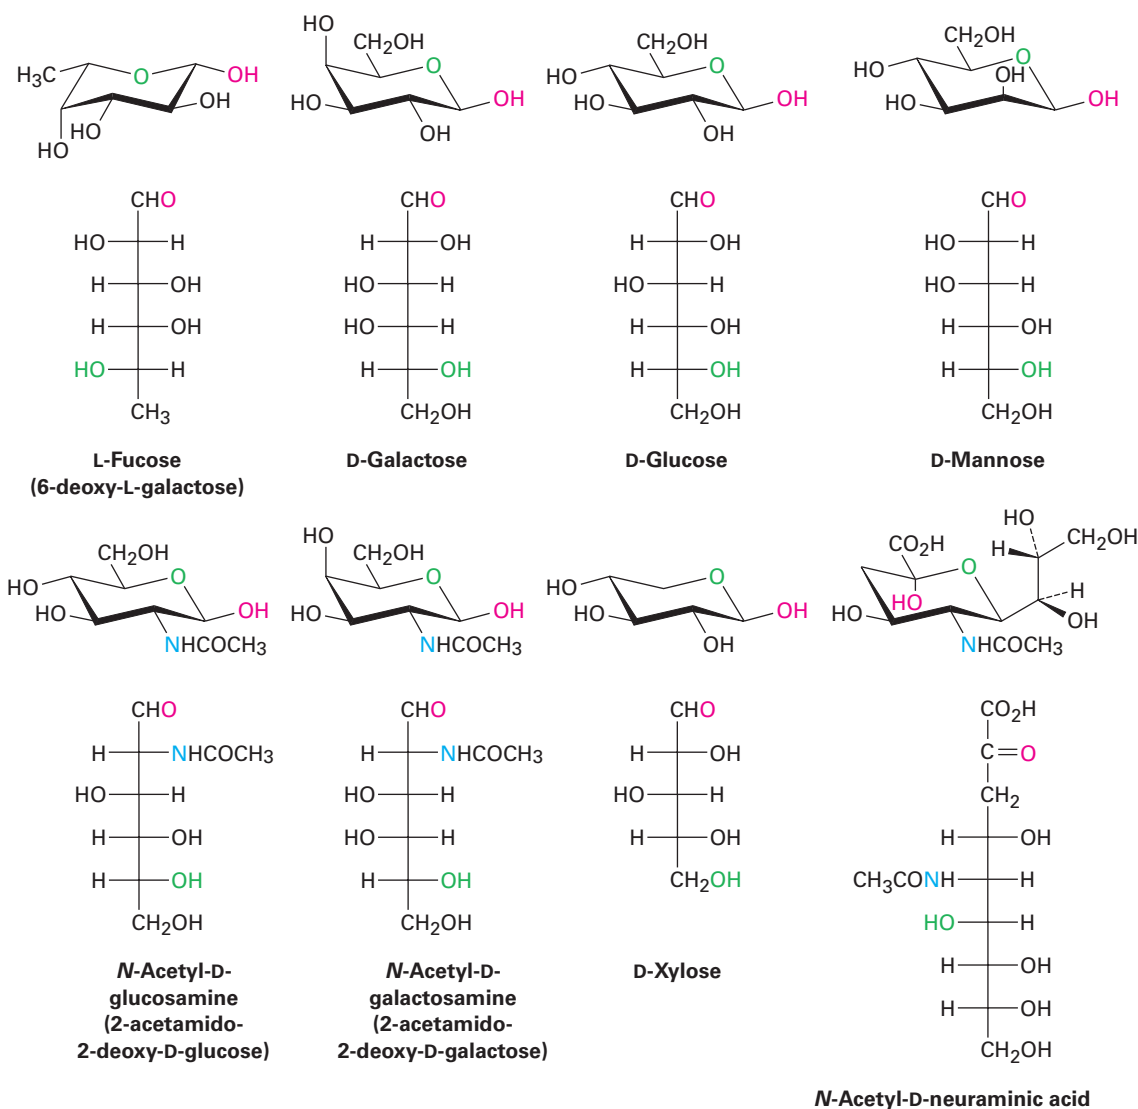 HO
CH2OH
CH2OH
CH2OH
H3C
O
OH
O
HO
O
HO
O
OH
OH
HO
OH
HO
OH
HO
OH
HO
HO
OH
OH
HO
CHO
CHO
CHO
CHO
HO H
H OH
H OH
HO H
H OH
HO H
HO H
HO H
H OH
HO H
H OH
H OH
HO H
H OH
H OH
H OH
CH3
CH2OH
CH2OH
CH2OH
L-Fucose
(6-deoxy-L-galactose)
D-Galactose
D-Glucose
D-Mannose
HO
HO
CH2OH
CH2OH
CO2H
H
CH2OH
HO
O
O
HO
O
O
HO
OH
HO
OH
HO
OH
HO
HO
H
OH
NHCOCH3
NHCOCH3
OH
NHCOCH3
CHO
CHO
CHO
CO2H
H NHCOCH3
H NHCOCH3
H OH
C=O
HO H
HO H
HO H
CH2
H OH
HO H
H OH
H OH
H OH
H OH
CH2OH
CH3CONH H
CH2OH
CH2OH
HO H
H OH
H OH
CH2OH
N-Acetyl-D-
glucosamine
(2-acetamido-
2-deoxy-D-glucose)
N-Acetyl-D-
galactosamine
(2-acetamido-
2-deoxy-D-galactose)
D-Xylose
N-Acetyl-D-neuraminic acid